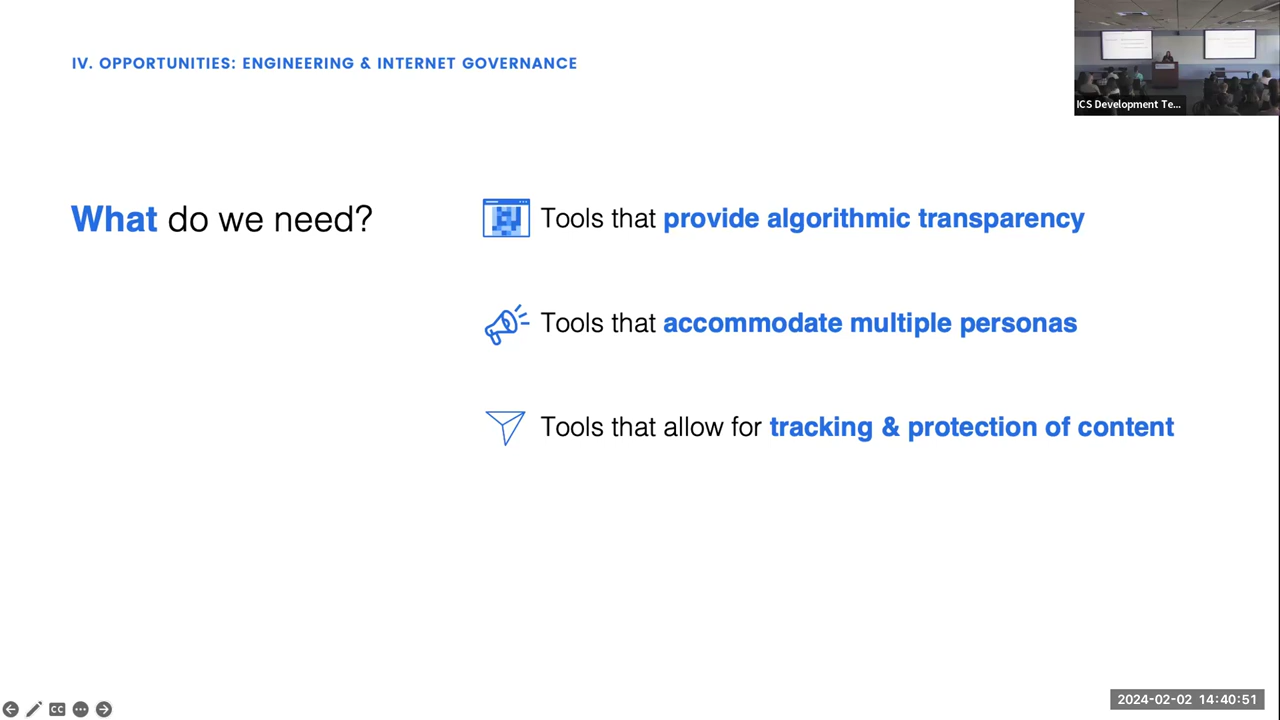 IV. OPPORTUNITIES: ENGINEERING & INTERNET GOVERNANCE
ICS Development Te...
What do we need?
Tools that provide algorithmic transparency
Tools that accommodate multiple personas
Tools that allow for tracking & protection of content
CC
2024-02-02 14:40:51